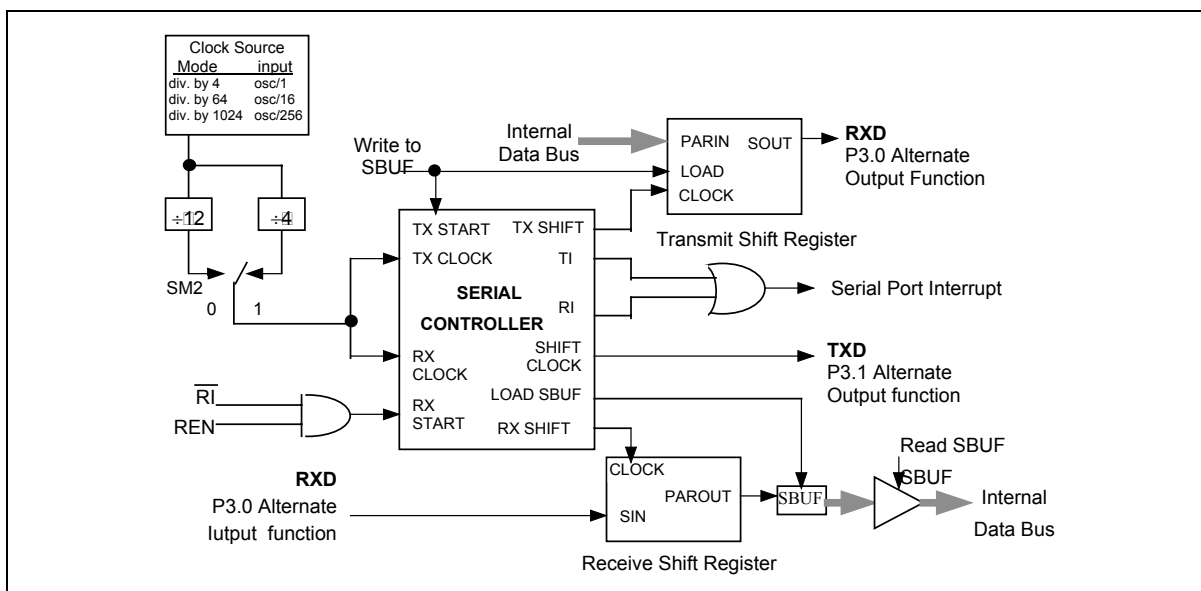 Clock Source
Mode input
div. by 4 osc/1
div. by 64 osc/16
div. by 1024 osc/256
÷12
÷4
SM2
0 1
Write to
SBUF
Internal
Data Bus
PARIN SOUT
LOAD
CLOCK
Transmit Shift Register
RXD
P3.0 Alternate
Output Function
TX START TX SHIFT
TX CLOCK TI
SERIAL
RI
CONTROLLER
RX
CLOCK
SHIFT
CLOCK
LOAD SBUF
RX
START
RX SHIFT
Serial Port Interrupt
TXD
P3.1 Alternate
Output function
RI
REN
RXD
P3.0 Alternate
Iutput function
CLOCK
PAROUT
SIN
Receive Shift Register
SBUF
Read SBUF
SBUF
Internal
Data Bus